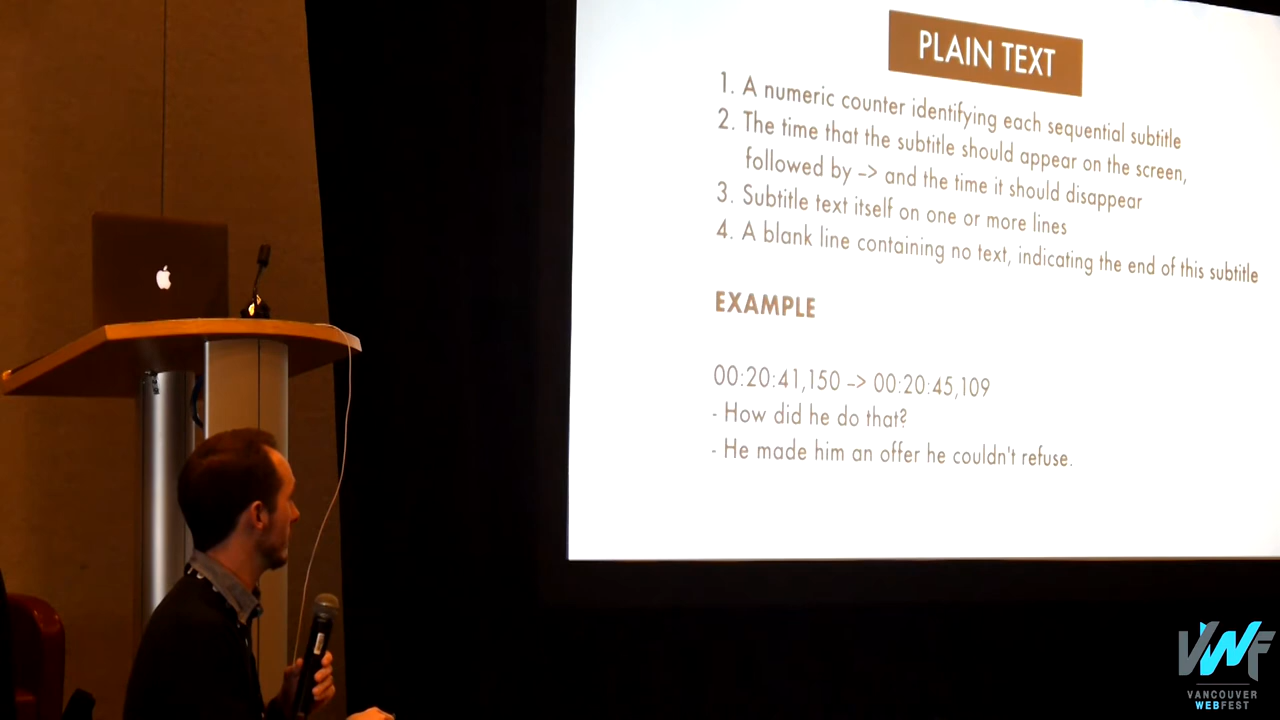 PLAIN TEXT
1. A numeric counter identifying each sequential subtitle
2. The time that the subtitle should appear on the screen,
followed by -> and the time it should disappear
3. Subtitle text itself on one or more lines
4. A blank line containing no text, indicating the end of this subtitle
EXAMPLE
00:20:41,150 -> 00:20:45,109
- How did he do that?
- He made him an offer he couldn't refuse.
VWF
VANCOUVER
WEBFEST